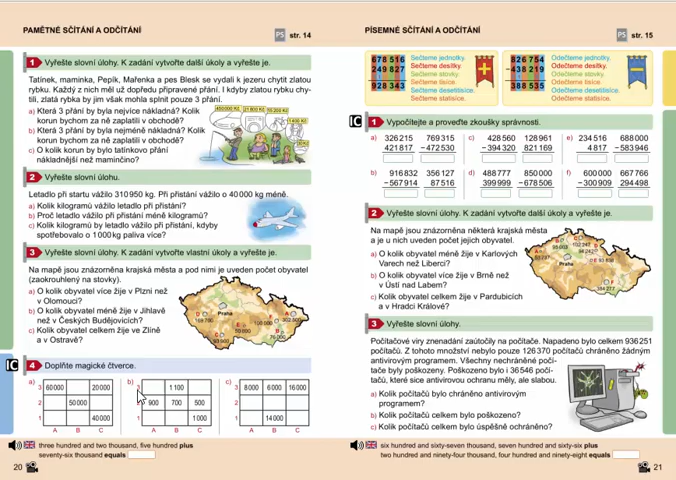 PAMĚTNÉ SČÍTÁNÍ A ODČÍTÁNÍ
PS str. 14
1 Vyřešte slovní úlohy. K zadání vytvořte další úkoly a vyřešte je.
Tatínek, maminka, Pepík, Mařenka a pes Blesk se vydali k jezeru chytit zlatou
rybku. Každý z nich měl už dopředu připravené přání. I kdyby zlatou rybku chy-
tili, zlatá rybka by jim však mohla splnit pouze 3 přání.
a) Která 3 přání by byla nejvíce nákladná? Kolik
korun bychom za ně zaplatili v obchodě?
b) Která 3 přání by byla nejméně nákladná? Kolik
korun bychom za ně zaplatili v obchodě?
c) O kolik korun by bylo tatínkovo přání
nákladnější než maminčino?
2 Vyřešte slovní úlohu.
Letadlo při startu vážilo 310 950 kg. Při přistání vážilo o 40 000 kg méně.
a) Kolik kilogramů vážilo letadlo při přistání?
b) Proč letadlo vážilo při přistání méně kilogramů?
c) Kolik kilogramů by letadlo vážilo při přistání, kdyby
spotřebovalo o 1 000 kg paliva více?
3 Vyřešte slovní úlohy. K zadání vytvořte vlastní úkoly a vyřešte je.
Na mapě jsou znázorněna krajská města a pod nimi je uveden počet obyvatel
(zaokrouhlený na stovky).
a) O kolik obyvatel více žije v Plzni než
v Olomouci?
b) O kolik obyvatel méně žije v Jihlavě
než v Českých Budějovicích?
c) Kolik obyvatel celkem žije ve Zlíně
a v Ostravě?
Praha
4 Doplňte magické čtverce.
a) 3 60 000 20 000
2 50 000
1 40 000
A B C
b) 3 1 100
2 900 700 500
1 1 000
A B C
c) 3 8 000 6 000 16 000
2
1 14 000
A B C
three hundred and two thousand, five hundred plus
seventy-six thousand equals
20
PÍSEMNÉ SČÍTÁNÍ A ODČÍTÁNÍ
PS str. 15
678 516
249 827
928 343
Sečteme jednotky.
Sečteme desítky.
Sečteme stovky.
Sečteme tisíce.
Sečteme desetitisíce.
Sečteme statisíce.
826 754
-438 219
388 535
Odečteme jednotky.
Odečteme desítky.
Odečteme stovky.
Odečteme tisíce.
Odečteme desetitisíce.
Odečteme statisíce.
1 Vypočítejte a proveďte zkoušky správnosti.
a) 326 215 769 315 c) 428 560 128 961 e) 234 516 688 000
421 817 -472 530 -394 320 821 169 4 817 -583 946
b) 916 832 356 127 d) 488 777 850 000 f) 600 000 667 766
-567 914 87 516 399 999 -678 506 -300 909 294 498
2 Vyřešte slovní úlohy. K zadání vytvořte další úkoly a vyřešte je.
Na mapě jsou znázorněna některá krajská města
a je u nich uveden počet jejich obyvatel.
a) O kolik obyvatel méně žije v Karlových
Varech než v Liberci?
b) O kolik obyvatel více žije v Brně než
v Ústí nad Labem?
c) Kolik obyvatel celkem žije v Pardubicích
a v Hradci Králové?
Praha
3 Vyřešte slovní úlohy.
Počítačové viry znenadání zaútočily na počítače. Napadeno bylo celkem 936 251
počítačů. Z tohoto množství nebylo pouze 126 370 počítačů chráněno žádným
antivirovým programem. Všechny nechráněné počí-
tače byly poškozeny. Poškozeno bylo i 36 546 počí-
tačů, které sice antivirovou ochranu měly, ale slabou.
a) Kolik počítačů bylo chráněno antivirovým
programem?
b) Kolik počítačů bylo celkem poškozeno?
c) Kolik počítačů bylo celkem úspěšně ochráněno?
six hundred and sixty-seven thousand, seven hundred and sixty-six plus
two hundred and ninety-four thousand, four hundred and ninety-eight equals
21